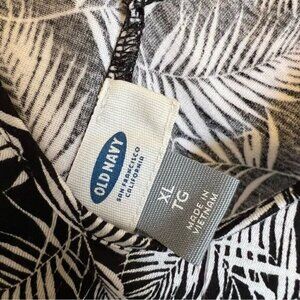 OLD NAVY
SAN FRANCISCO
CALIFORNIA
XL
TG
MADE IN
VIETNAM